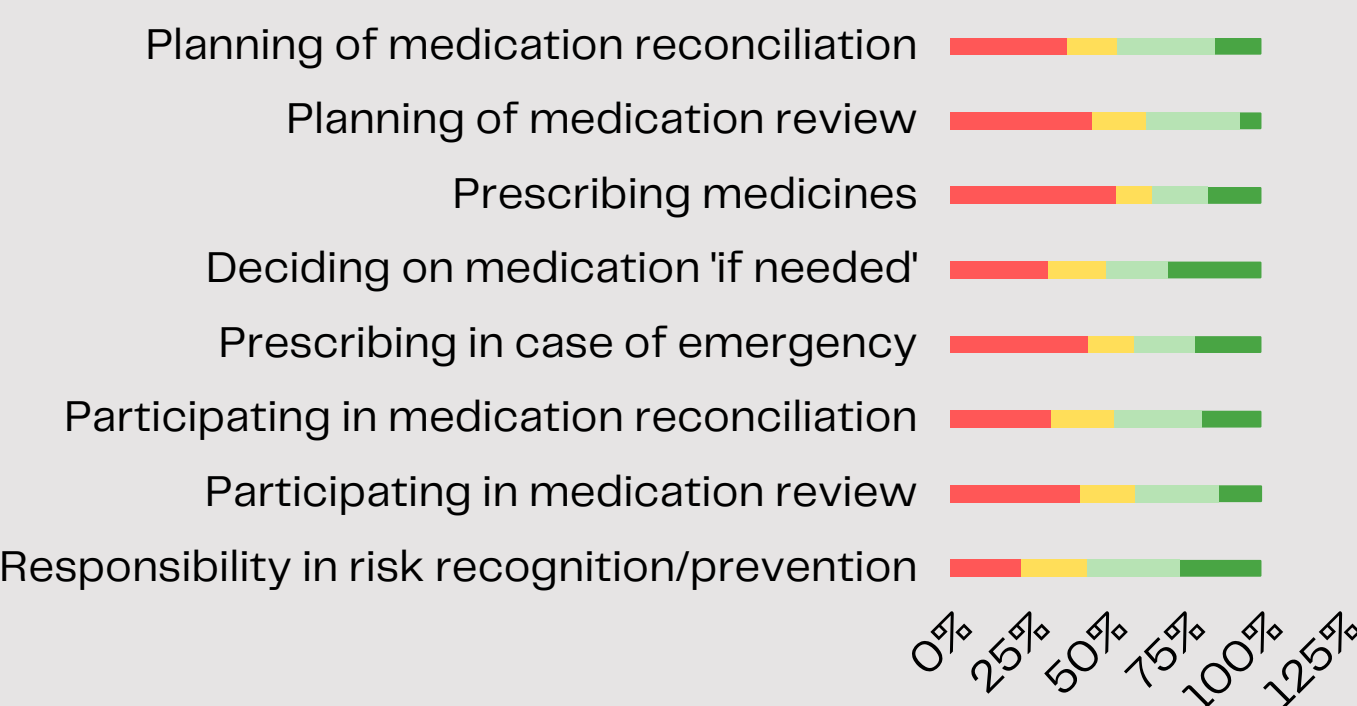 Planning of medication reconciliation
Planning of medication review
Prescribing medicines
Deciding on medication 'if needed'
Prescribing in case of emergency
Participating in medication reconciliation
Participating in medication review
Responsibility in risk recognition/prevention
0%
25%
50%
75%
100%
125%